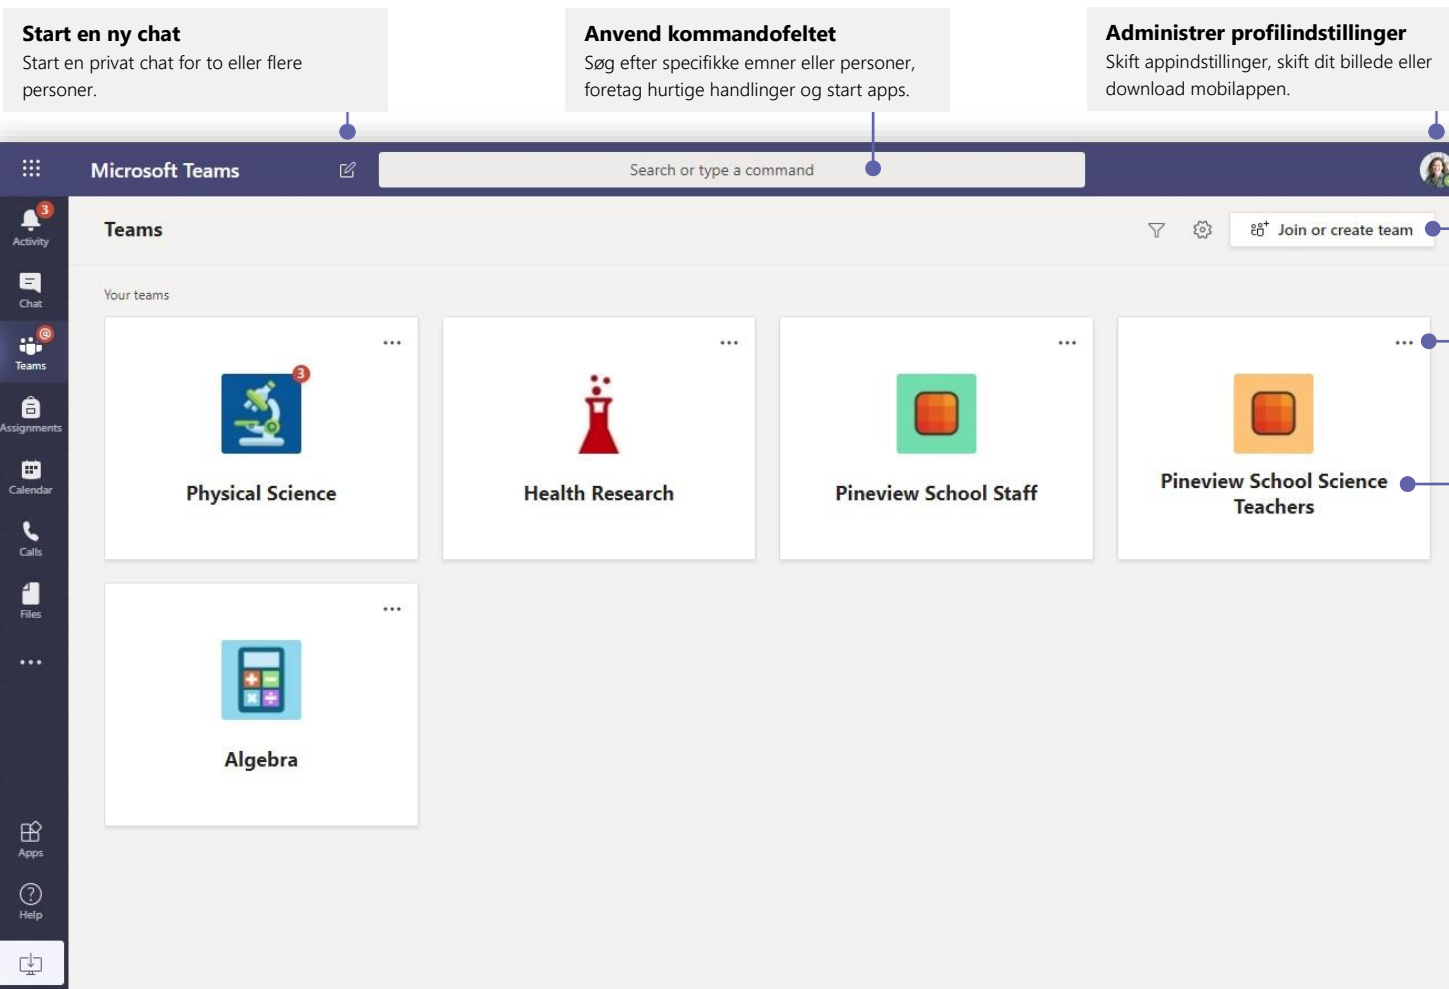 Start en ny chat
Start en privat chat for to eller flere
personer.
Anvend kommandofeltet
Søg efter specifikke emner eller personer,
foretag hurtige handlinger og start apps.
Administrer profilindstillinger
Skift appindstillinger, skift dit billede eller
download mobilappen.
Microsoft Teams
Search or type a command
3
Activity
Chat
@
Teams
Assignments
Calendar
Calls
Files
Apps
Help
Teams
Join or create team
Your teams
3
Physical Science
Health Research
Pineview School Staff
Pineview School Science
Teachers
Algebra